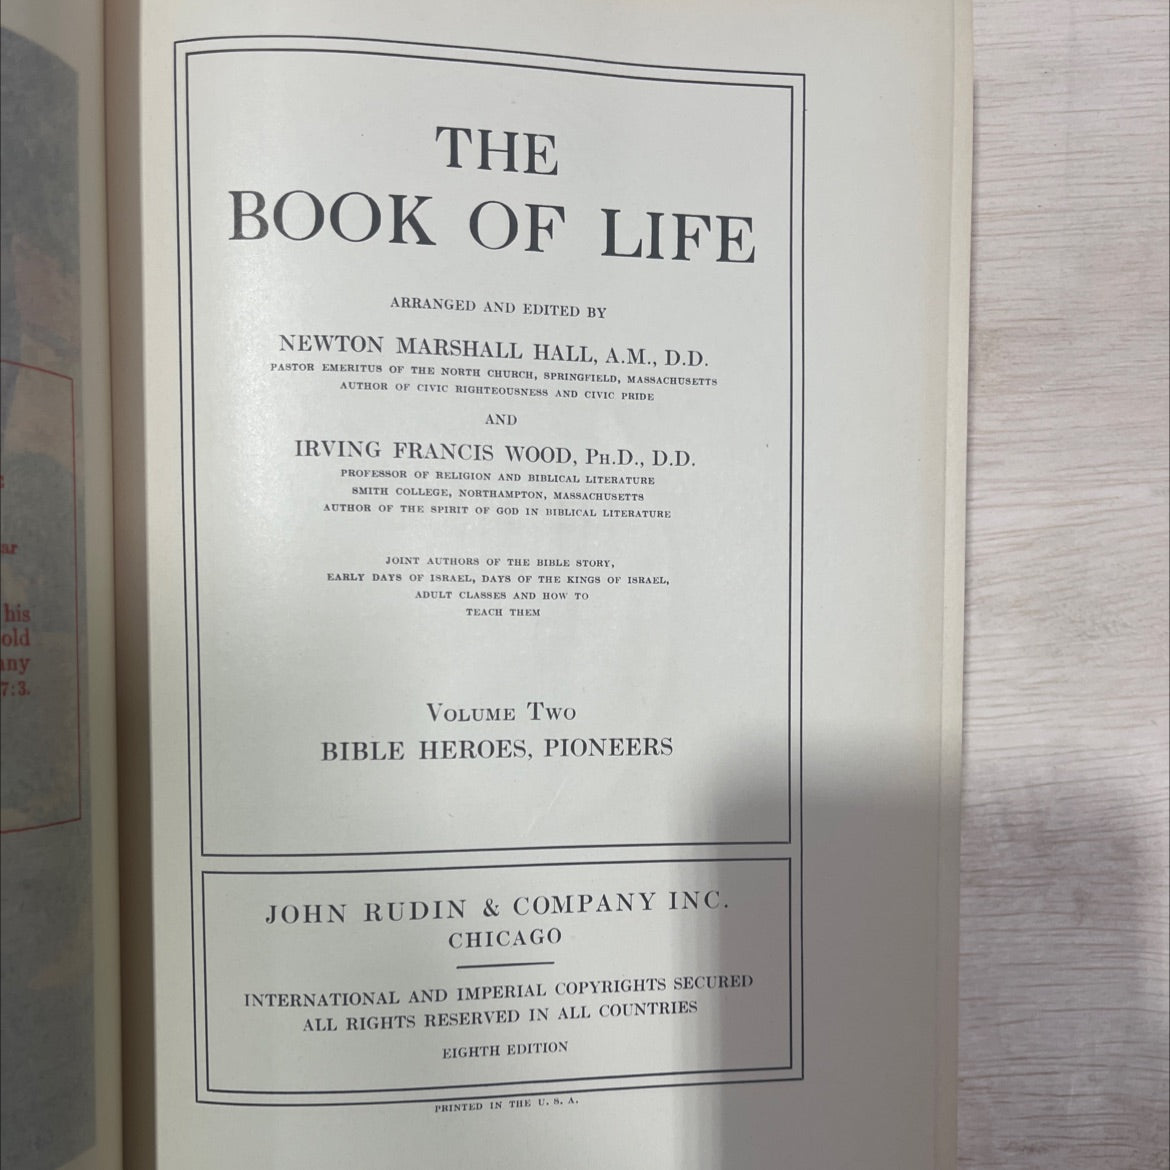 THE
BOOK OF LIFE
ARRANGED AND EDITED BY
NEWTON MARSHALL HALL, A.M., D.D.
PASTOR EMERITUS OF THE NORTH CHURCH, SPRINGFIELD, MASSACHUSETTS
AUTHOR OF CIVIC RIGHTEOUSNESS AND CIVIC PRIDE
AND
IRVING FRANCIS WOOD, PH.D., D.D.
PROFESSOR OF RELIGION AND BIBLICAL LITERATURE
SMITH COLLEGE, NORTHAMPTON, MASSACHUSETTS
AUTHOR OF THE SPIRIT OF GOD IN BIBLICAL LITERATURE
JOINT AUTHORS OF THE BIBLE STORY,
EARLY DAYS OF ISRAEL, DAYS OF THE KINGS OF ISRAEL,
ADULT CLASSES AND HOW TO
TEACH THEM
VOLUME TWO
BIBLE HEROES, PIONEERS
JOHN RUDIN & COMPANY INC.
CHICAGO
INTERNATIONAL AND IMPERIAL COPYRIGHTS SECURED
ALL RIGHTS RESERVED IN ALL COUNTRIES
EIGHTH EDITION
PRINTED IN THE U. S. A.
his
old
7:3.